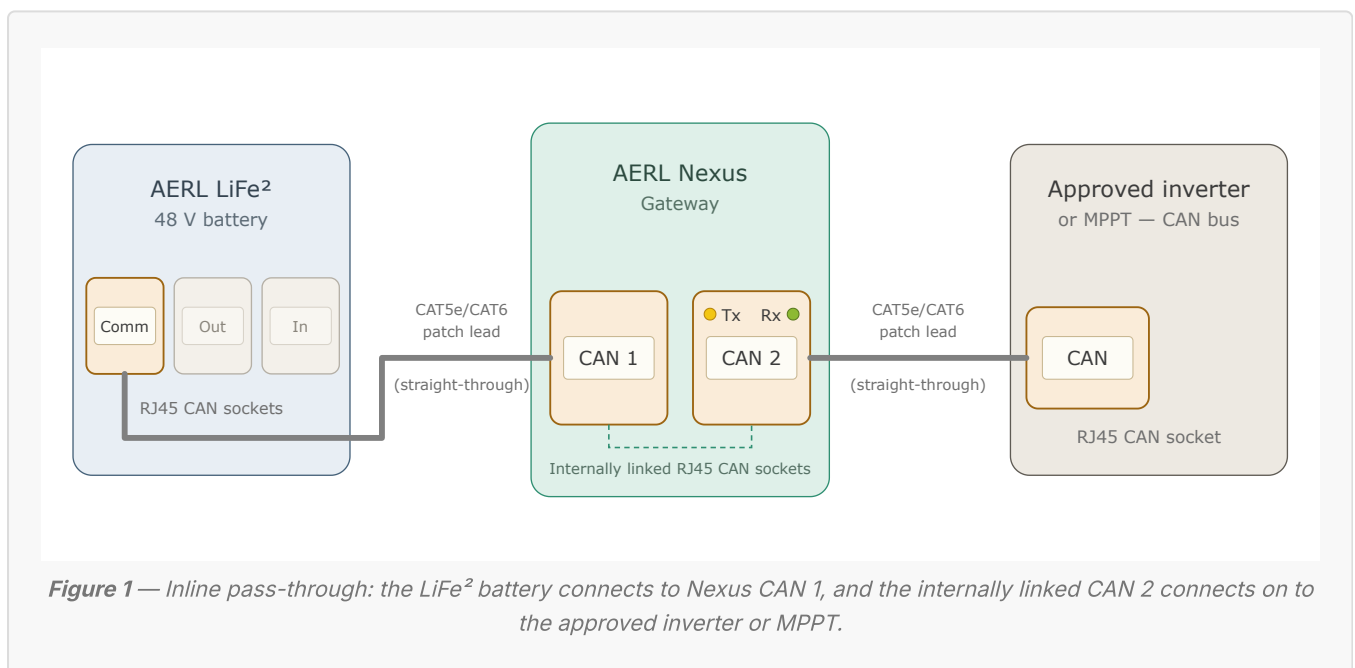 AERL LiFe²
48 V battery
Comm
Out
In
RJ45 CAN sockets
CAT5e/CAT6
patch lead
(straight-through)
AERL Nexus
Gateway
CAN 1
Tx
Rx
CAN 2
Internally linked RJ45 CAN sockets
CAT5e/CAT6
patch lead
(straight-through)
Approved inverter
or MPPT — CAN bus
CAN
RJ45 CAN socket
Figure 1 — Inline pass-through: the LiFe² battery connects to Nexus CAN 1, and the internally linked CAN 2 connects on to
the approved inverter or MPPT.